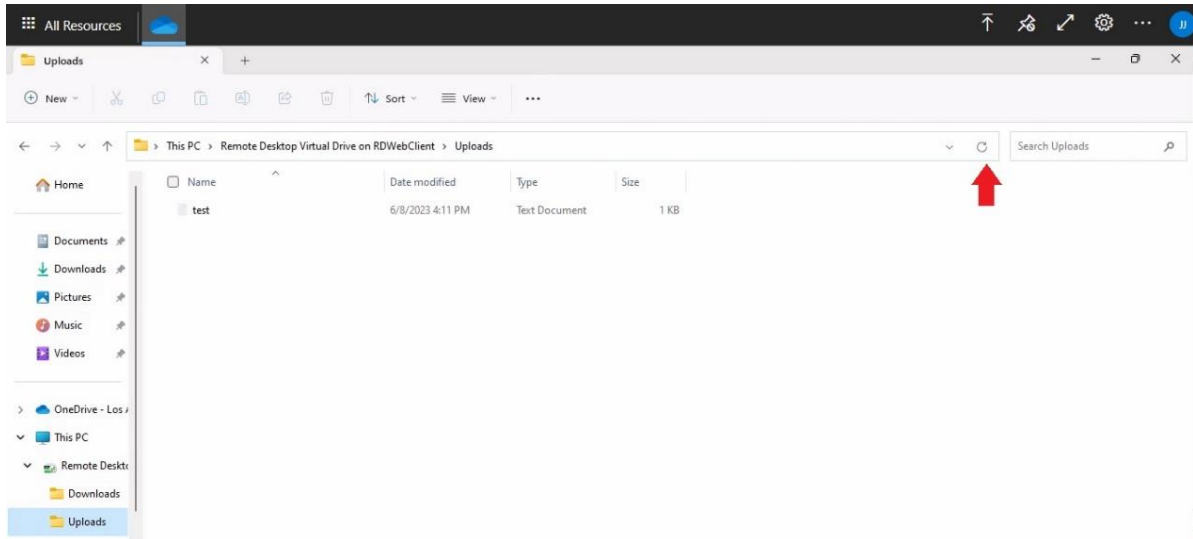 All Resources
JJ
Uploads
New
Sort
View
This PC > Remote Desktop Virtual Drive on RDWebClient > Uploads
Search Uploads
Home
Name
Date modified
Type
Size
test
6/8/2023 4:11 PM
Text Document
1 KB
Documents
Downloads
Pictures
Music
Videos
OneDrive - Los
This PC
Remote Deskt
Downloads
Uploads